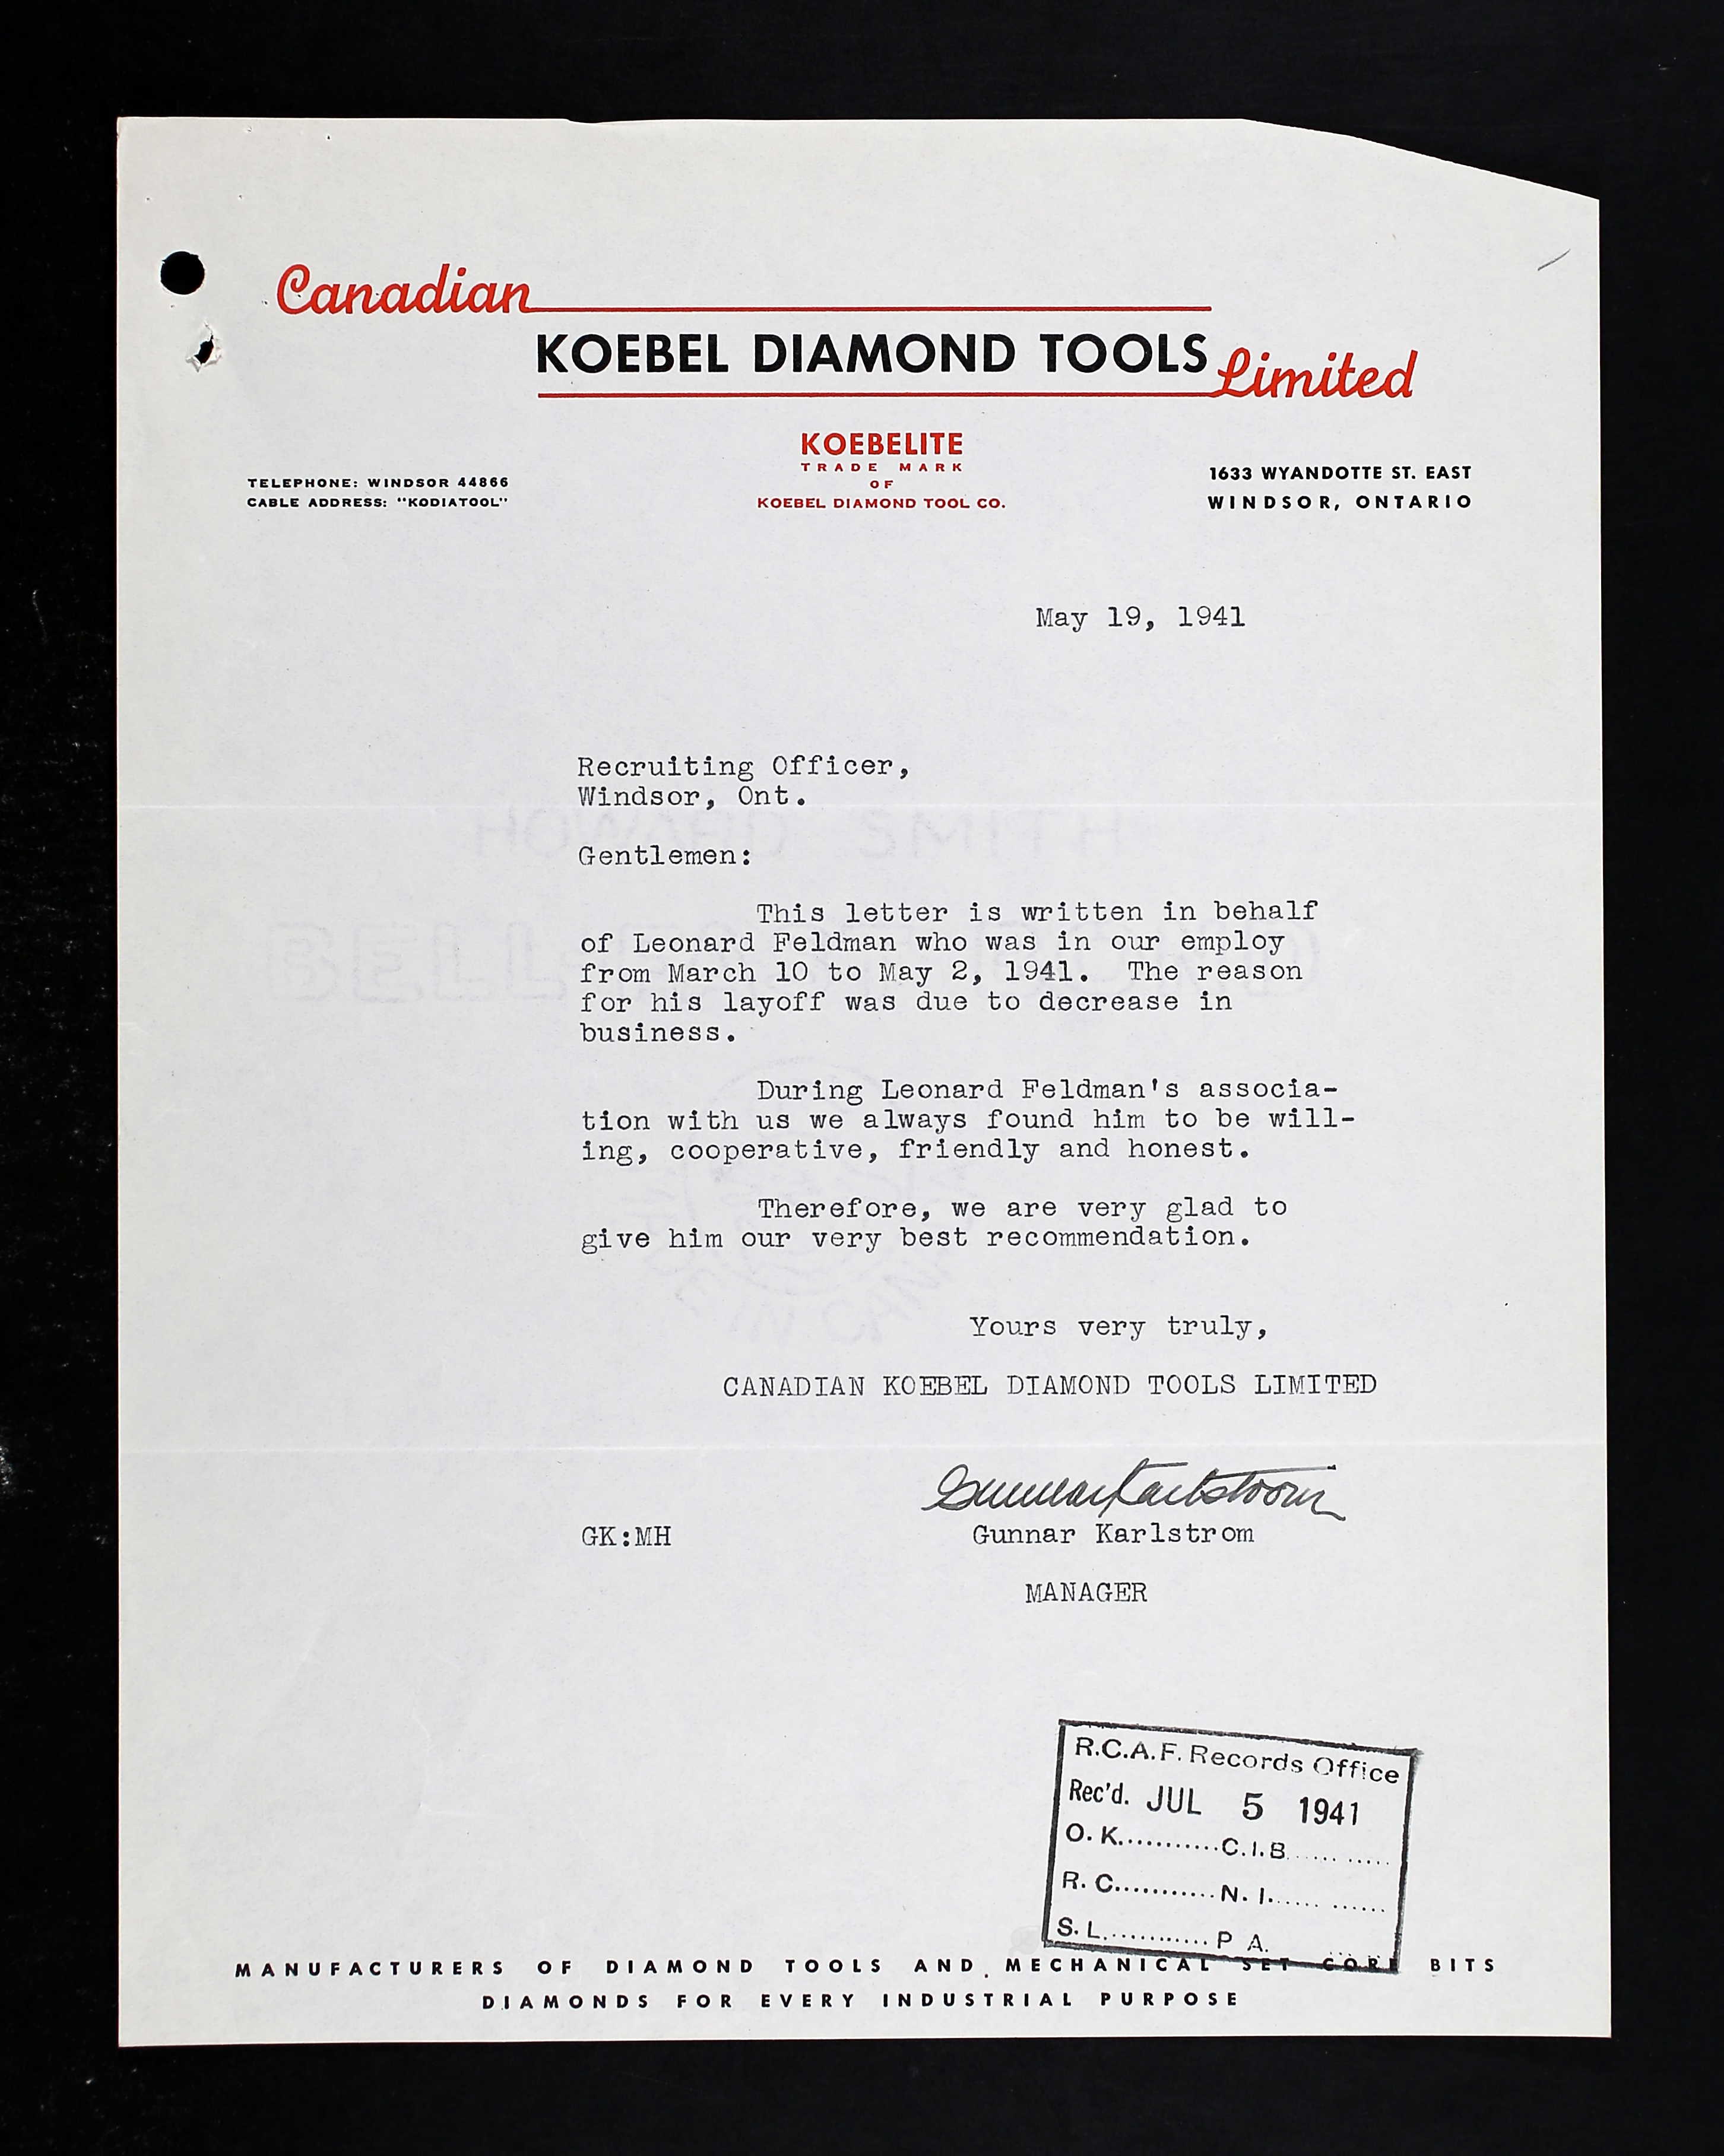 Canadian
KOEBEL DIAMOND TOOLS Limited
KOEBELITE
TRADE MARK
OF
KOEBEL DIAMOND TOOL CO.
TELEPHONE: WINDSOR 44866
CABLE ADDRESS: "KODIATOOL"
1633 WYANDOTTE ST. EAST
WINDSOR, ONTARIO
May 19, 1941
Recruiting Officer,
Windsor, Ont.
Gentlemen:
This letter is written in behalf
of Leonard Feldman who was in our employ
from March 10 to May 2, 1941. The reason
for his layoff was due to decrease in
business.
During Leonard Feldman's associa-
tion with us we always found him to be will-
ing, cooperative, friendly and honest.
Therefore, we are very glad to
give him our very best recommendation.
Yours very truly,
CANADIAN KOEBEL DIAMOND TOOLS LIMITED
Gunnar Karlstrom
GK:MH
Gunnar Karlstrom
MANAGER
R.C.A.F. Records Office
Rec'd. JUL 5 1941
O.K...........C.I.B...........
R.C...........N.I...........
S.L...........P A. ...........
MANUFACTURERS OF DIAMOND TOOLS AND MECHANICAL SET CORE BITS
DIAMONDS FOR EVERY INDUSTRIAL PURPOSE